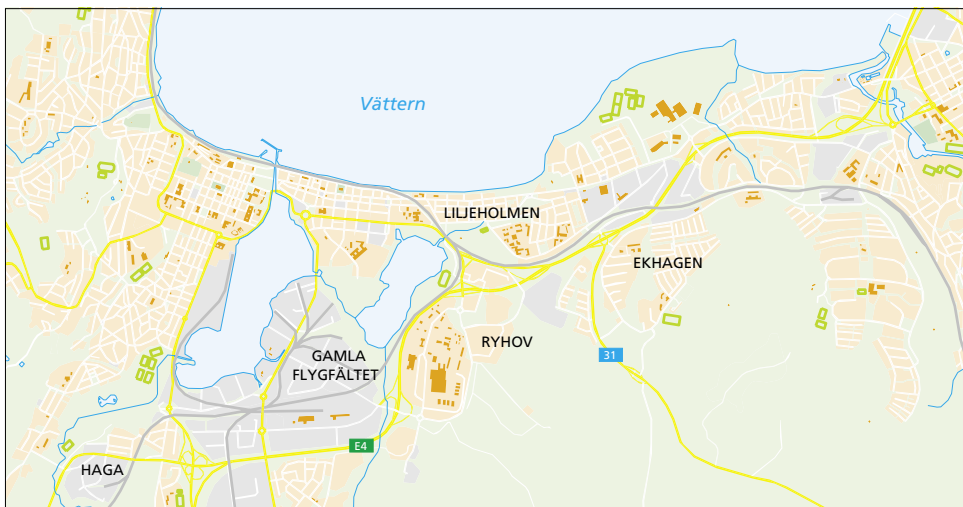 Vättern
LILJEHOLMEN
EKHAGEN
RYHOV
GAMLA
FLYGFÄLTET
31
E4
HAGA